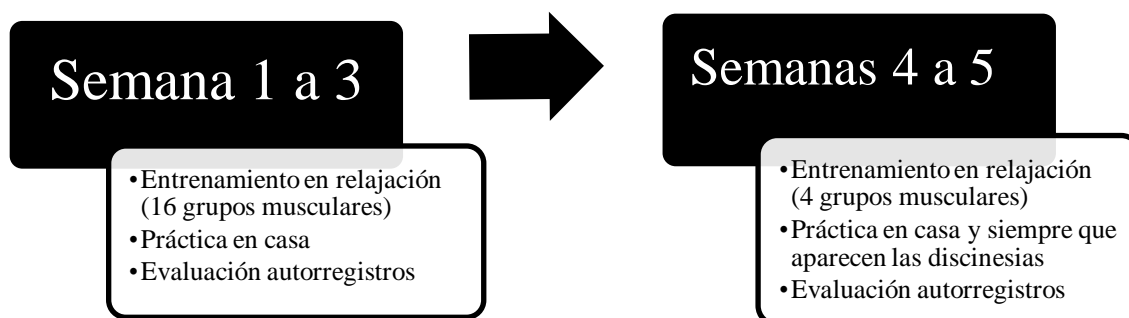 Semana 1 a 3
•Entrenamiento en relajación
(16 grupos musculares)
•Práctica en casa
•Evaluación autorregistros
Semanas 4 a 5
•Entrenamiento en relajación
(4 grupos musculares)
•Práctica en casa y siempre que
aparecen las discinesias
•Evaluación autorregistros